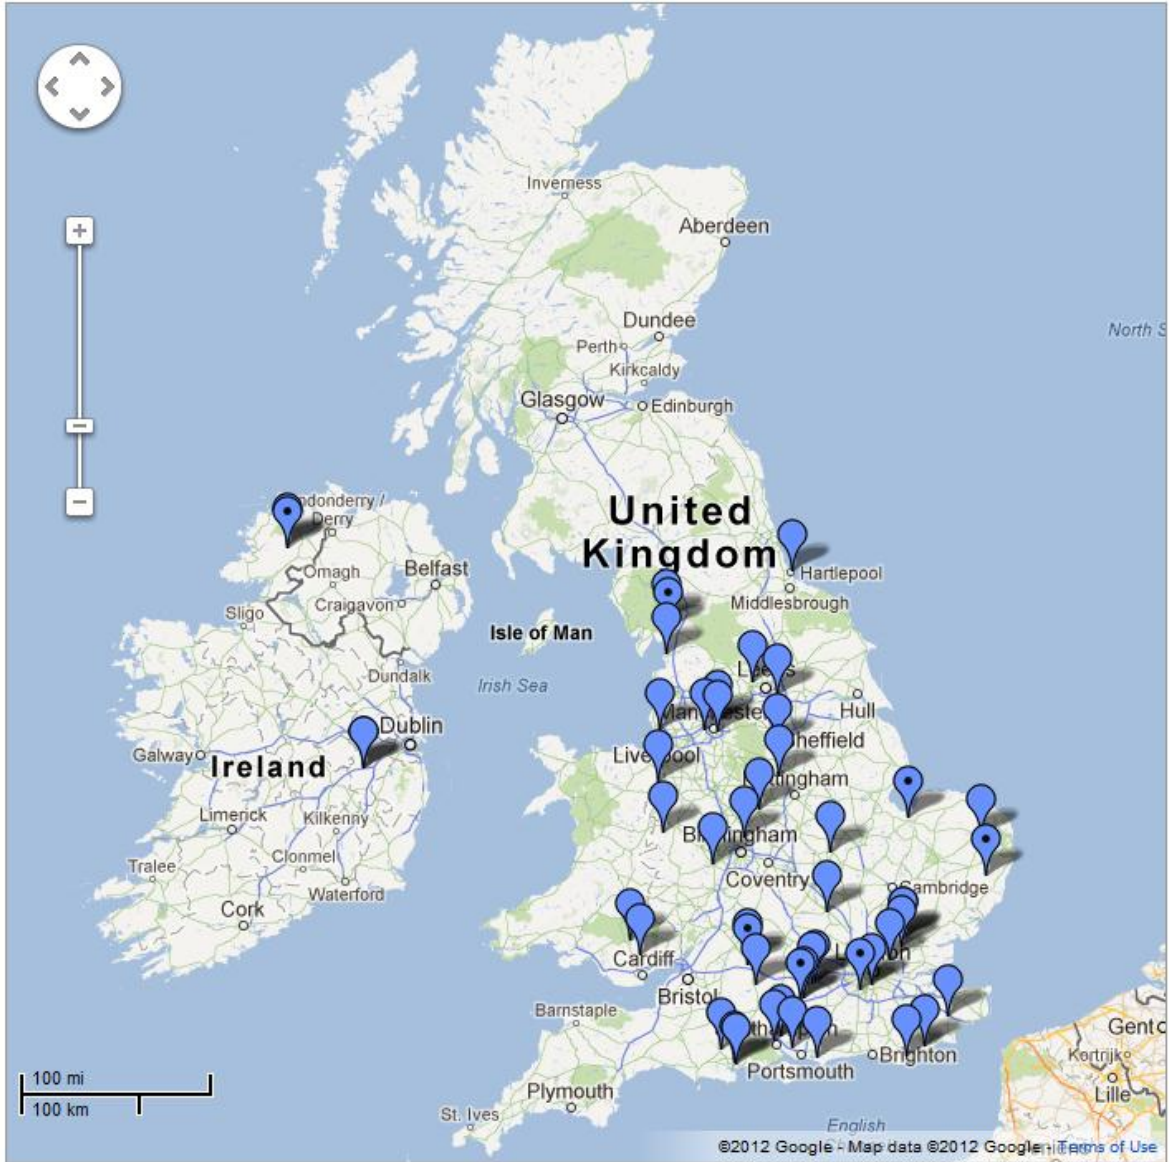 Inverness
Aberdeen
Dundee
North S
Perth
Kirkcaldy
Glasgow
Edinburgh
ndonderry /
Derry
United
Kingdom
Omagh
Belfast
Hartlepool
Craigavon
Middlesbrough
Sligo
Isle of Man
Dundalk
Irish Sea
Hull
Dublin
Galway
Ireland
Limerick
Kilkenny
Clonmel
Tralee
Waterford
Coventry
Cambridge
Cork
Cardiff
Bristol
Barnstaple
Gent
Kortrijk
Brighton
Portsmouth
Lille
Plymouth
St. Ives
100 mi
100 km
English
©2012 Google - Map data ©2012 Google - Terms of Use